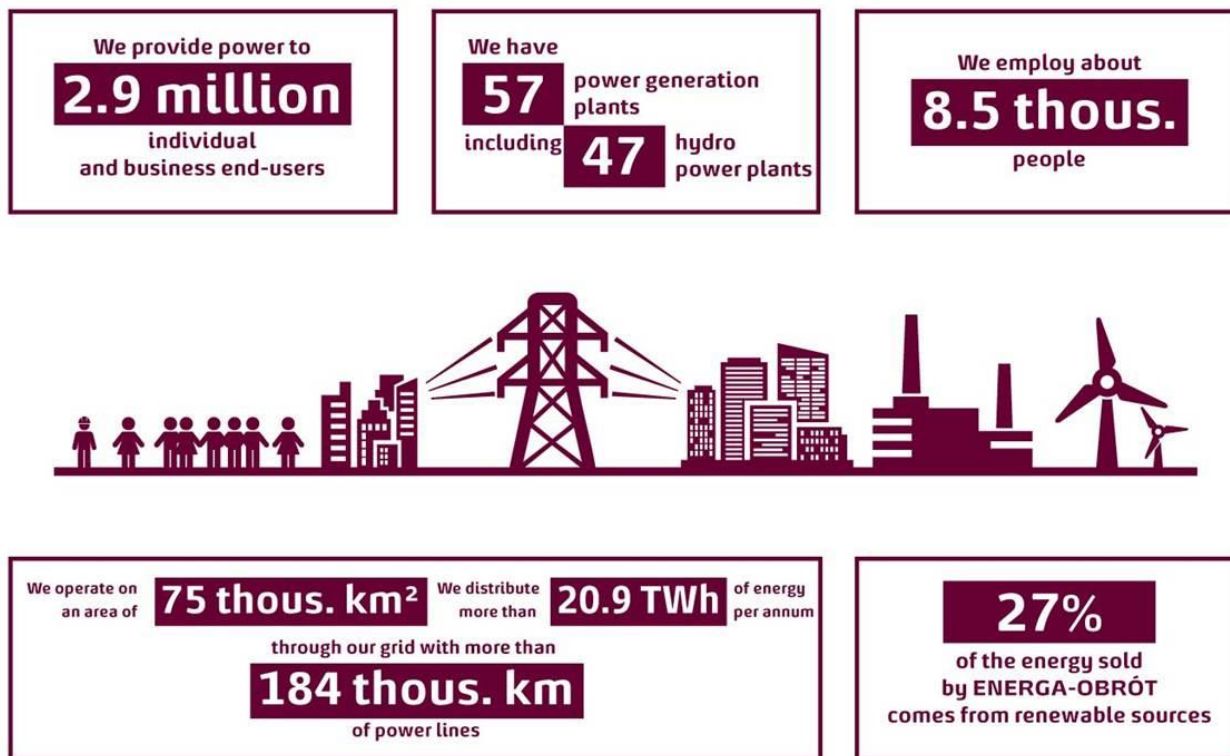 We provide power to
2.9 million
individual
and business end-users
We have
57 power generation
plants
including 47 hydro
power plants
We employ about
8.5 thous.
people
We operate on
an area of 75 thous. km²
We distribute
more than 20.9 TWh of energy
per annum
through our grid with more than
184 thous. km
of power lines
27%
of the energy sold
by ENERGA-OBRÓT
comes from renewable sources